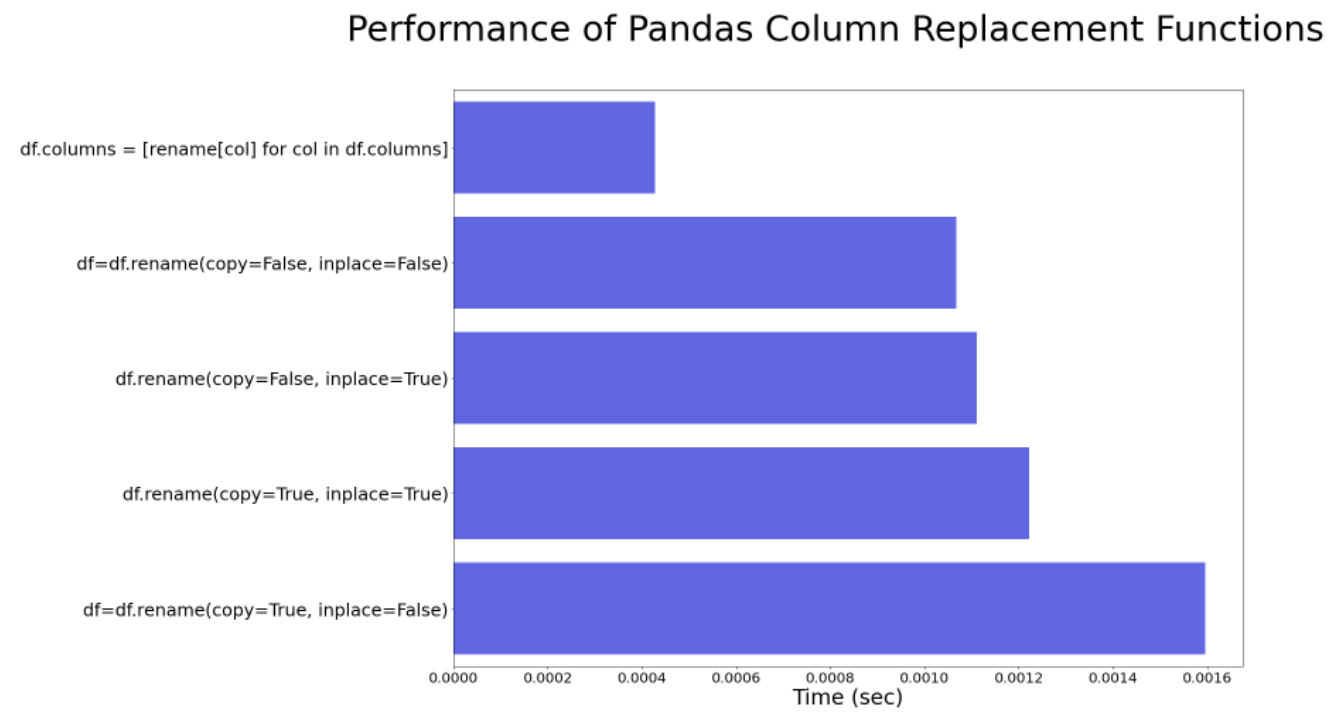 Performance of Pandas Column Replacement Functions
df.columns = [rename[col] for col in df.columns]
df=df.rename(copy=False, inplace=False)
df.rename(copy=False, inplace=True)
df.rename(copy=True, inplace=True)
df=df.rename(copy=True, inplace=False)
0.0000 0.0002 0.0004 0.0006 0.0008 0.0010 0.0012 0.0014 0.0016
Time (sec)